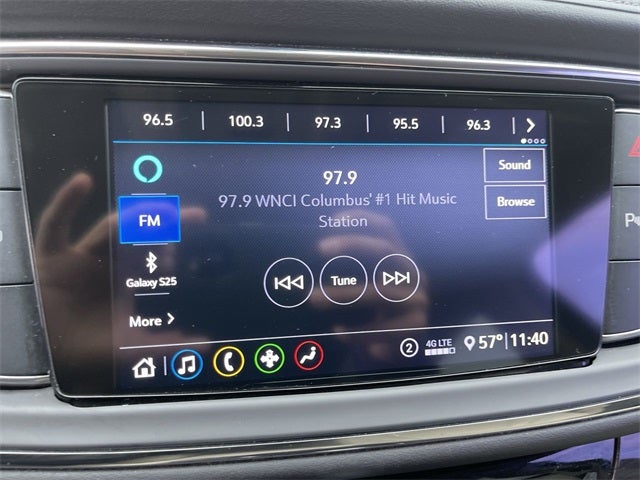 96.5 100.3 97.3 95.5 96.3
97.9
97.9 WNCI Columbus' #1 Hit Music
Station
Sound
Browse
FM
Galaxy S25
More
Tune
2
4G LTE
57° 11:40